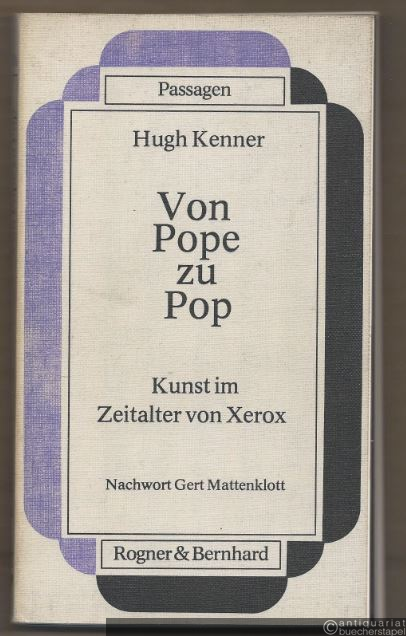 Passagen
Hugh Kenner
Von
Pope
zu
Pop
Kunst im
Zeitalter von Xerox
Nachwort Gert Mattenklott
Rogner & Bernhard
©antiquariat
buecherstapel